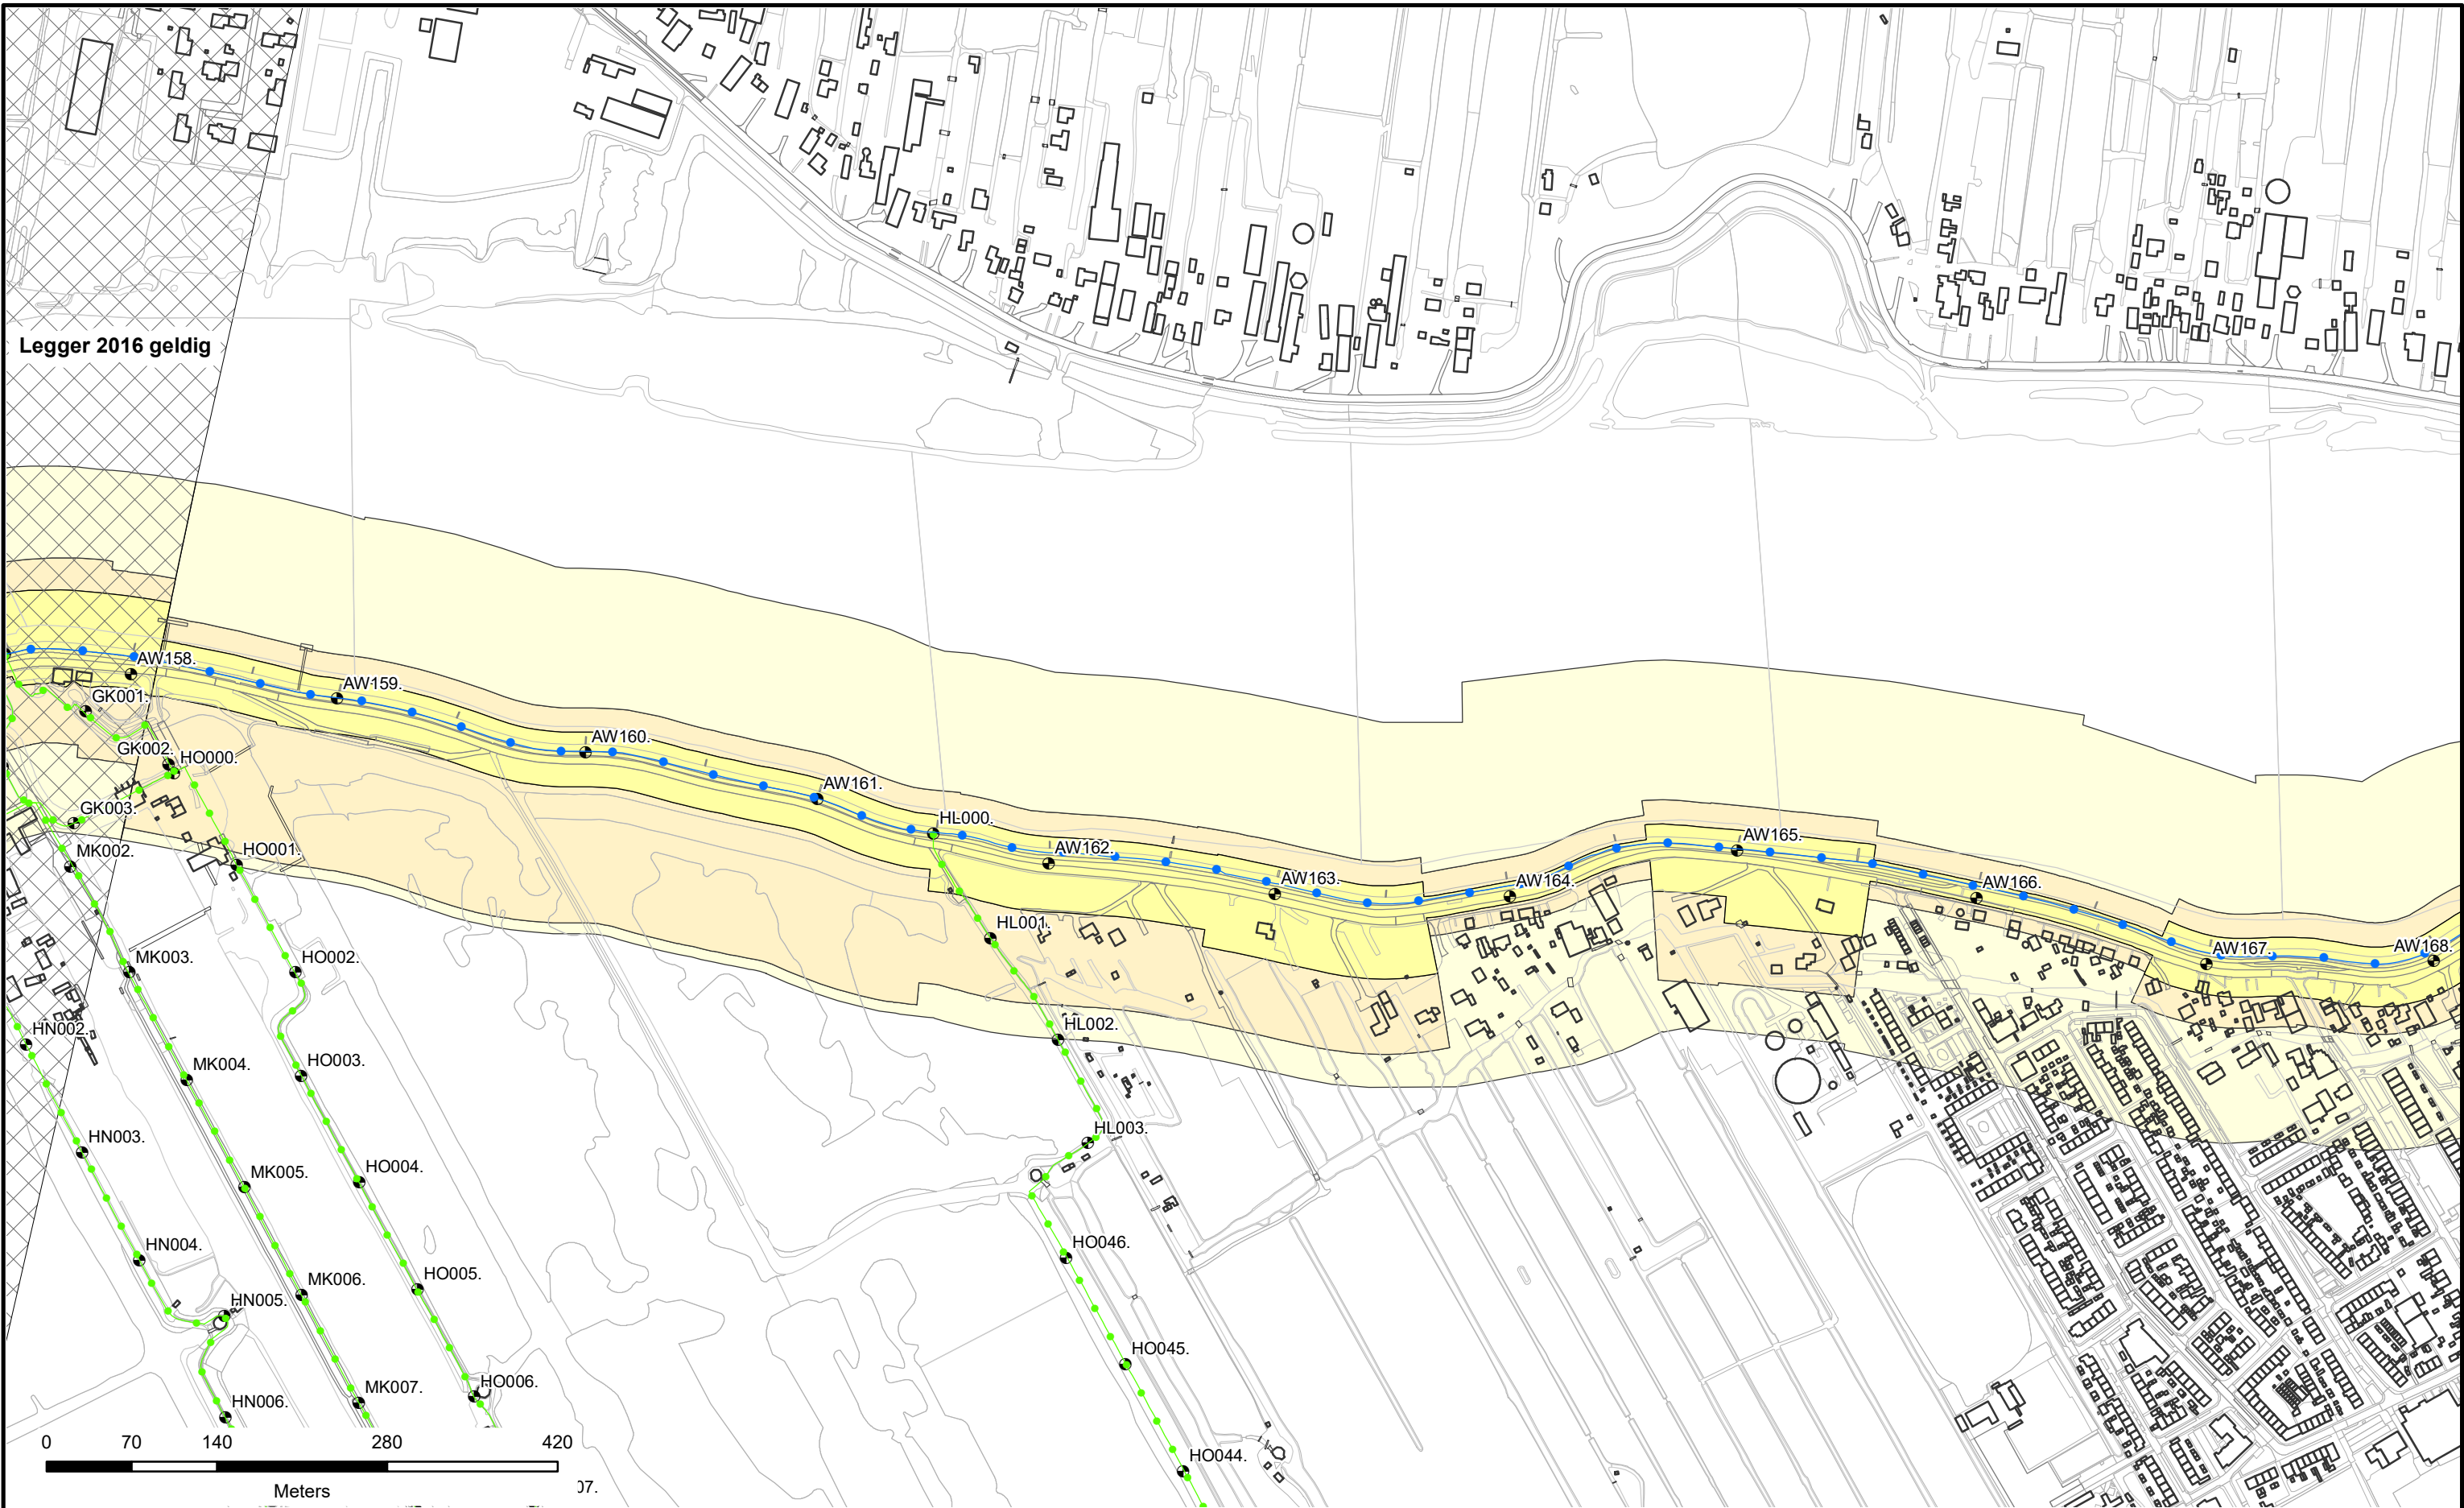 Legger 2016 geldig
AW158.
GK001.
AW159.
GK002.
HO000.
AW160.
AW161.
GK003.
HL000.
AW162.
AW163.
AW164.
AW165.
AW166.
AW167.
AW168.
MK002.
HO001.
HL001.
MK003.
HO002.
HN002.
HL002.
MK004.
HO003.
HN003.
HL003.
MK005.
HO004.
HN004.
HO046.
MK006.
HO005.
HN005.
HO045.
MK007.
HO006.
HN006.
HO044.
0 70 140 280 420
Meters
07.